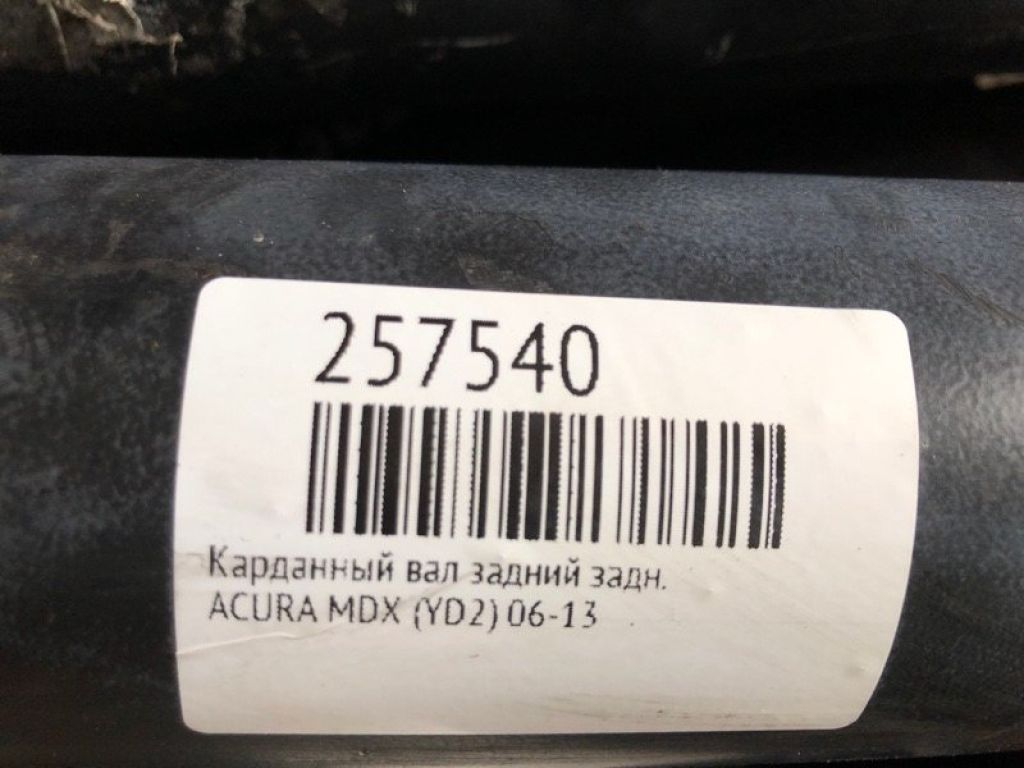 257540
Карданный вал задний задн.
ACURA MDX (YD2) 06-13